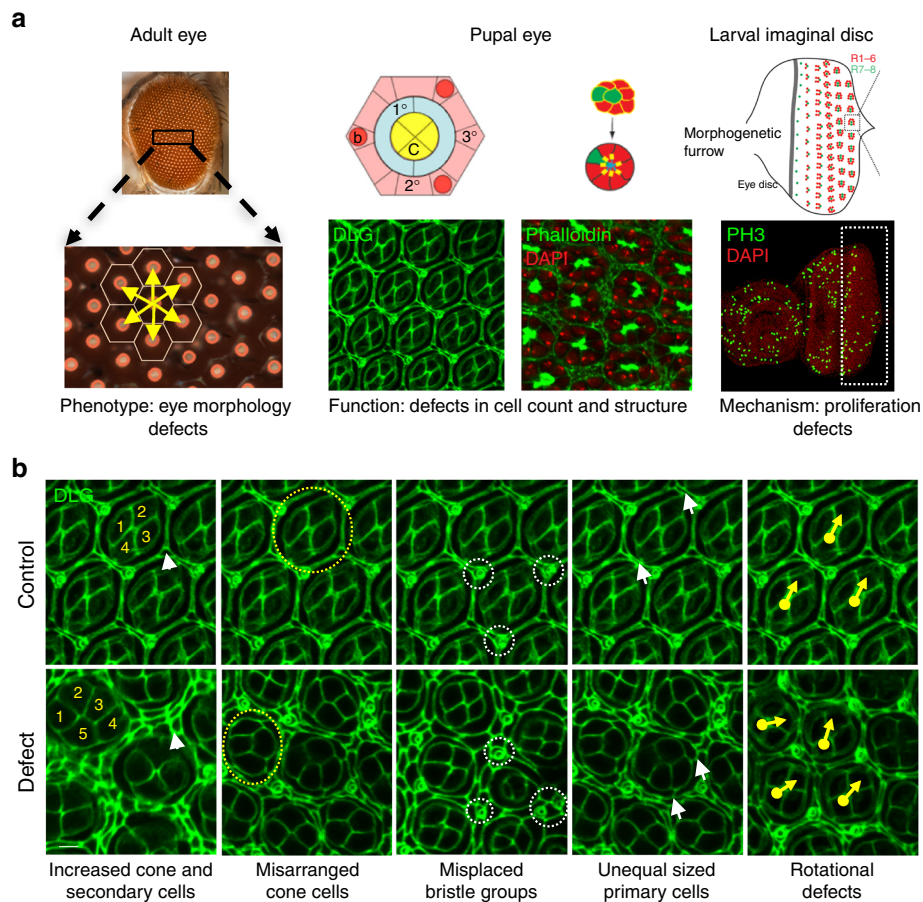 a
Adult eye
Pupal eye
Larval imaginal disc
R1–6
R7–8
1°
b
3°
C
2°
Morphogenetic
furrow
Eye disc
DLG
Phalloidin
DAPI
PH3
DAPI
Phenotype: eye morphology
defects
Function: defects in cell count and structure
Mechanism: proliferation
defects
b
Control
DLG
2
1
3
4
Defect
2
3
1
4
5
Increased cone and
secondary cells
Misarranged
cone cells
Misplaced
bristle groups
Unequal sized
primary cells
Rotational
defects